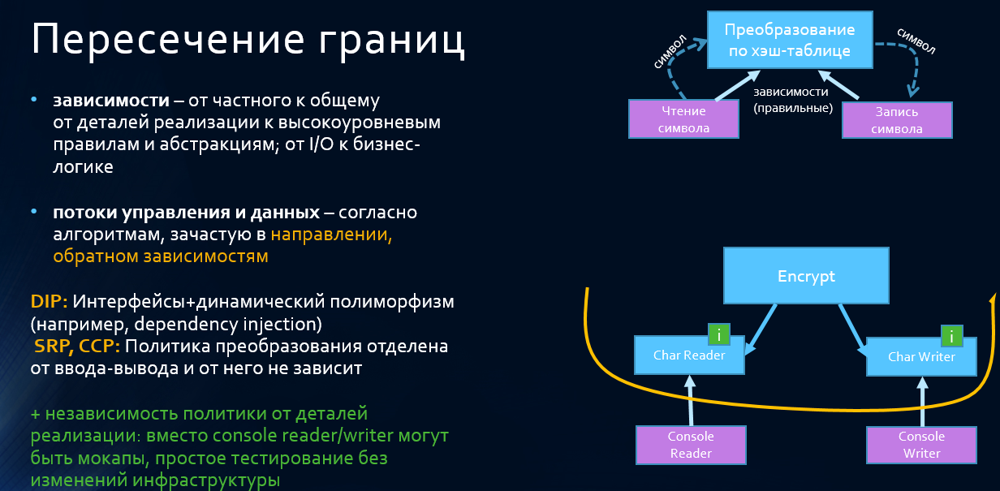 Пересечение границ
• зависимости – от частного к общему
от деталей реализации к высокоуровневым
правилам и абстракциям; от I/O к бизнес-
логике
• потоки управления и данных – согласно
алгоритмам, зачастую в направлении,
обратном зависимостям
DIP: Интерфейсы+динамический полиморфизм
(например, dependency injection)
SRP, CCP: Политика преобразования отделена
от ввода-вывода и от него не зависит
+ независимость политики от деталей
реализации: вместо console reader/writer могут
быть мокапы, простое тестирование без
изменений инфраструктуры
Преобразование
по хэш-таблице
символ
символ
зависимости
(правильные)
Чтение
символа
Запись
символа
Encrypt
i
Char Reader
i
Char Writer
Console
Reader
Console
Writer